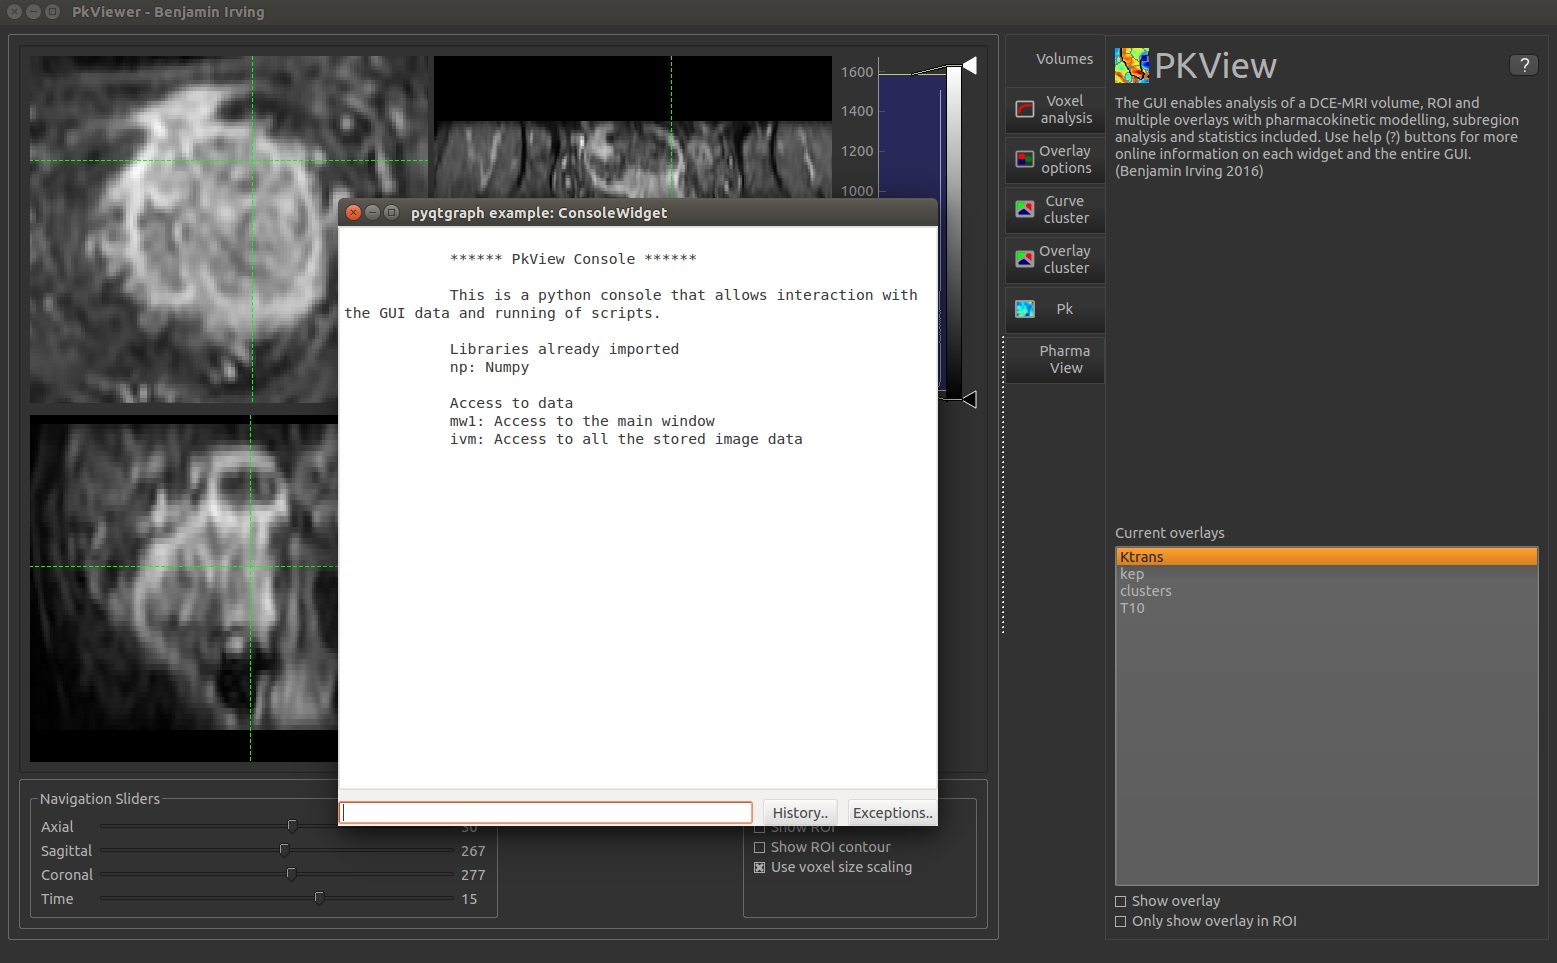 PkViewer - Benjamin Irving
1600
1400
1200
1000
pyqtgraph example: ConsoleWidget
****** PkView Console ******
This is a python console that allows interaction with
the GUI data and running of scripts.
Libraries already imported
np: Numpy
Access to data
mw1: Access to the main window
ivm: Access to all the stored image data
History..
Exceptions..
Navigation Sliders
Axial
Sagittal 267
Coronal 277
Time 15
Show ROI
Show ROI contour
Use voxel size scaling
Volumes
Voxel
analysis
Overlay
options
Curve
cluster
Overlay
cluster
Pk
Pharma
View
PKView
?
The GUI enables analysis of a DCE-MRI volume, ROI and
multiple overlays with pharmacokinetic modelling, subregion
analysis and statistics included. Use help (?) buttons for more
online information on each widget and the entire GUI.
(Benjamin Irving 2016)
Current overlays
Ktrans
kep
clusters
T10
Show overlay
Only show overlay in ROI